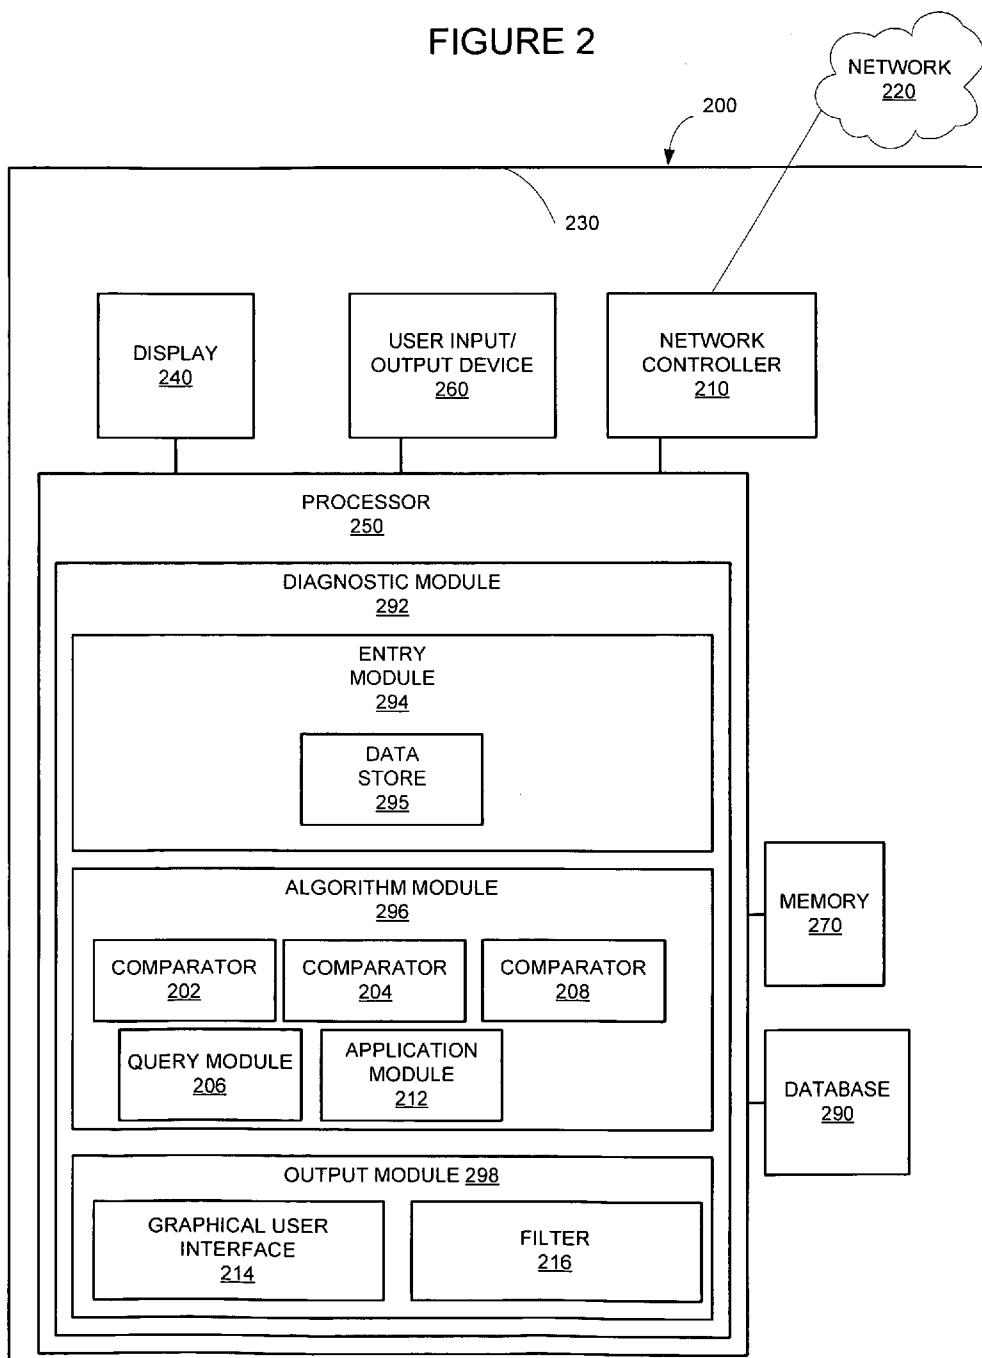 FIGURE 2
NETWORK
220
200
230
DISPLAY
240
USER INPUT/
OUTPUT DEVICE
260
NETWORK
CONTROLLER
210
PROCESSOR
250
DIAGNOSTIC MODULE
292
ENTRY
MODULE
294
DATA
STORE
295
ALGORITHM MODULE
296
COMPARATOR
202
COMPARATOR
204
COMPARATOR
208
QUERY MODULE
206
APPLICATION
MODULE
212
MEMORY
270
DATABASE
290
OUTPUT MODULE 298
GRAPHICAL USER
INTERFACE
214
FILTER
216